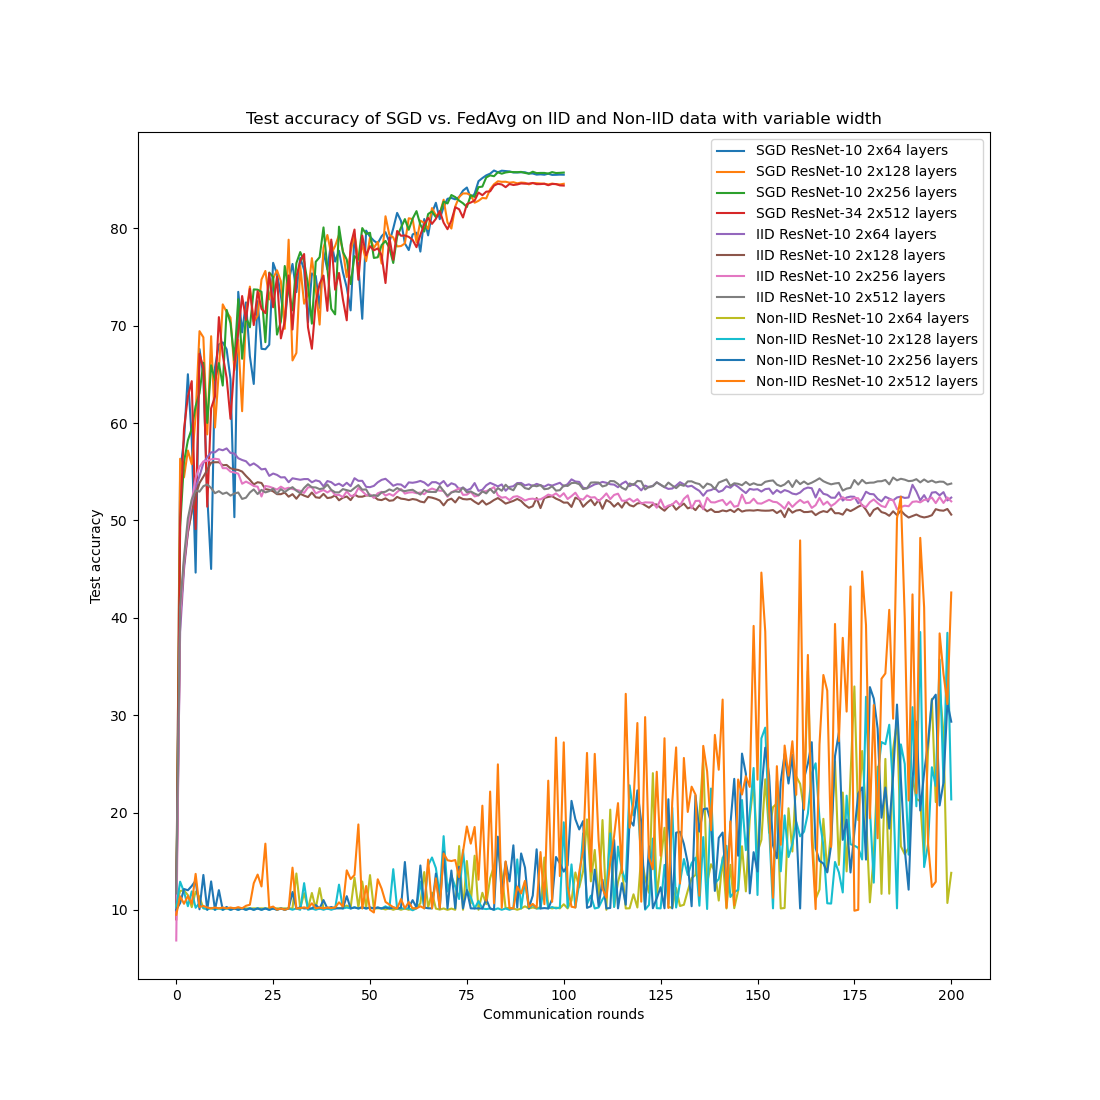 Test accuracy of SGD vs. FedAvg on IID and Non-IID data with variable width
SGD ResNet-10 2x64 layers
SGD ResNet-10 2x128 layers
SGD ResNet-10 2x256 layers
SGD ResNet-34 2x512 layers
IID ResNet-10 2x64 layers
IID ResNet-10 2x128 layers
IID ResNet-10 2x256 layers
IID ResNet-10 2x512 layers
Non-IID ResNet-10 2x64 layers
Non-IID ResNet-10 2x128 layers
Non-IID ResNet-10 2x256 layers
Non-IID ResNet-10 2x512 layers
Test accuracy
80
70
60
50
40
30
20
10
0 25 50 75 100 125 150 175 200
Communication rounds